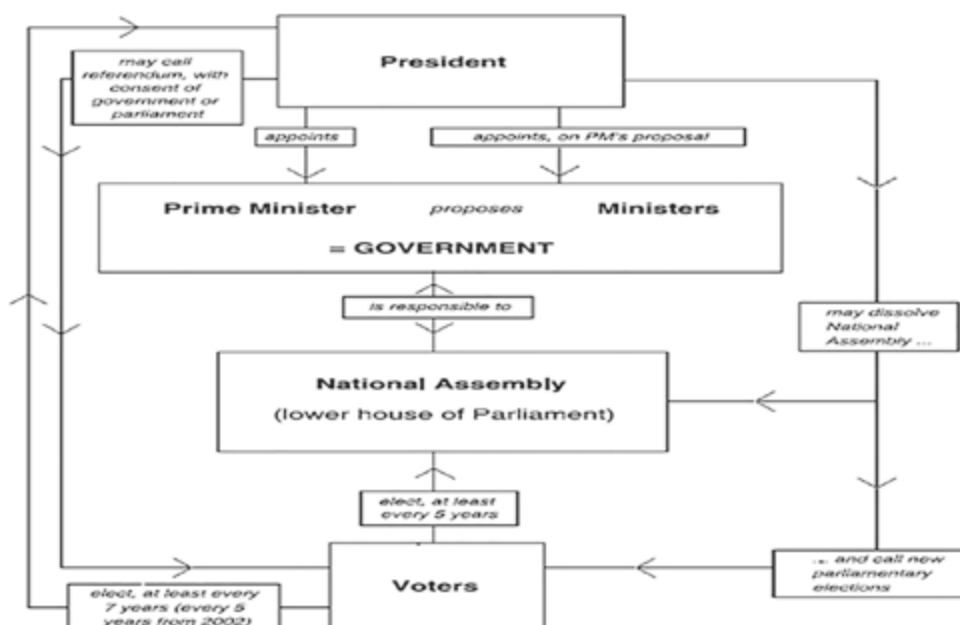 President
may call
referendum, with
consent of
government or
parliament
appoints
appoints, on PM's proposal
Prime Minister proposes Ministers
= GOVERNMENT
is responsible to
may dissolve
National
Assembly ...
National Assembly
(lower house of Parliament)
elect, at least
every 5 years
... and call new
parliamentary
elections
Voters
elect, at least every
7 years (every 5
years from 2002)